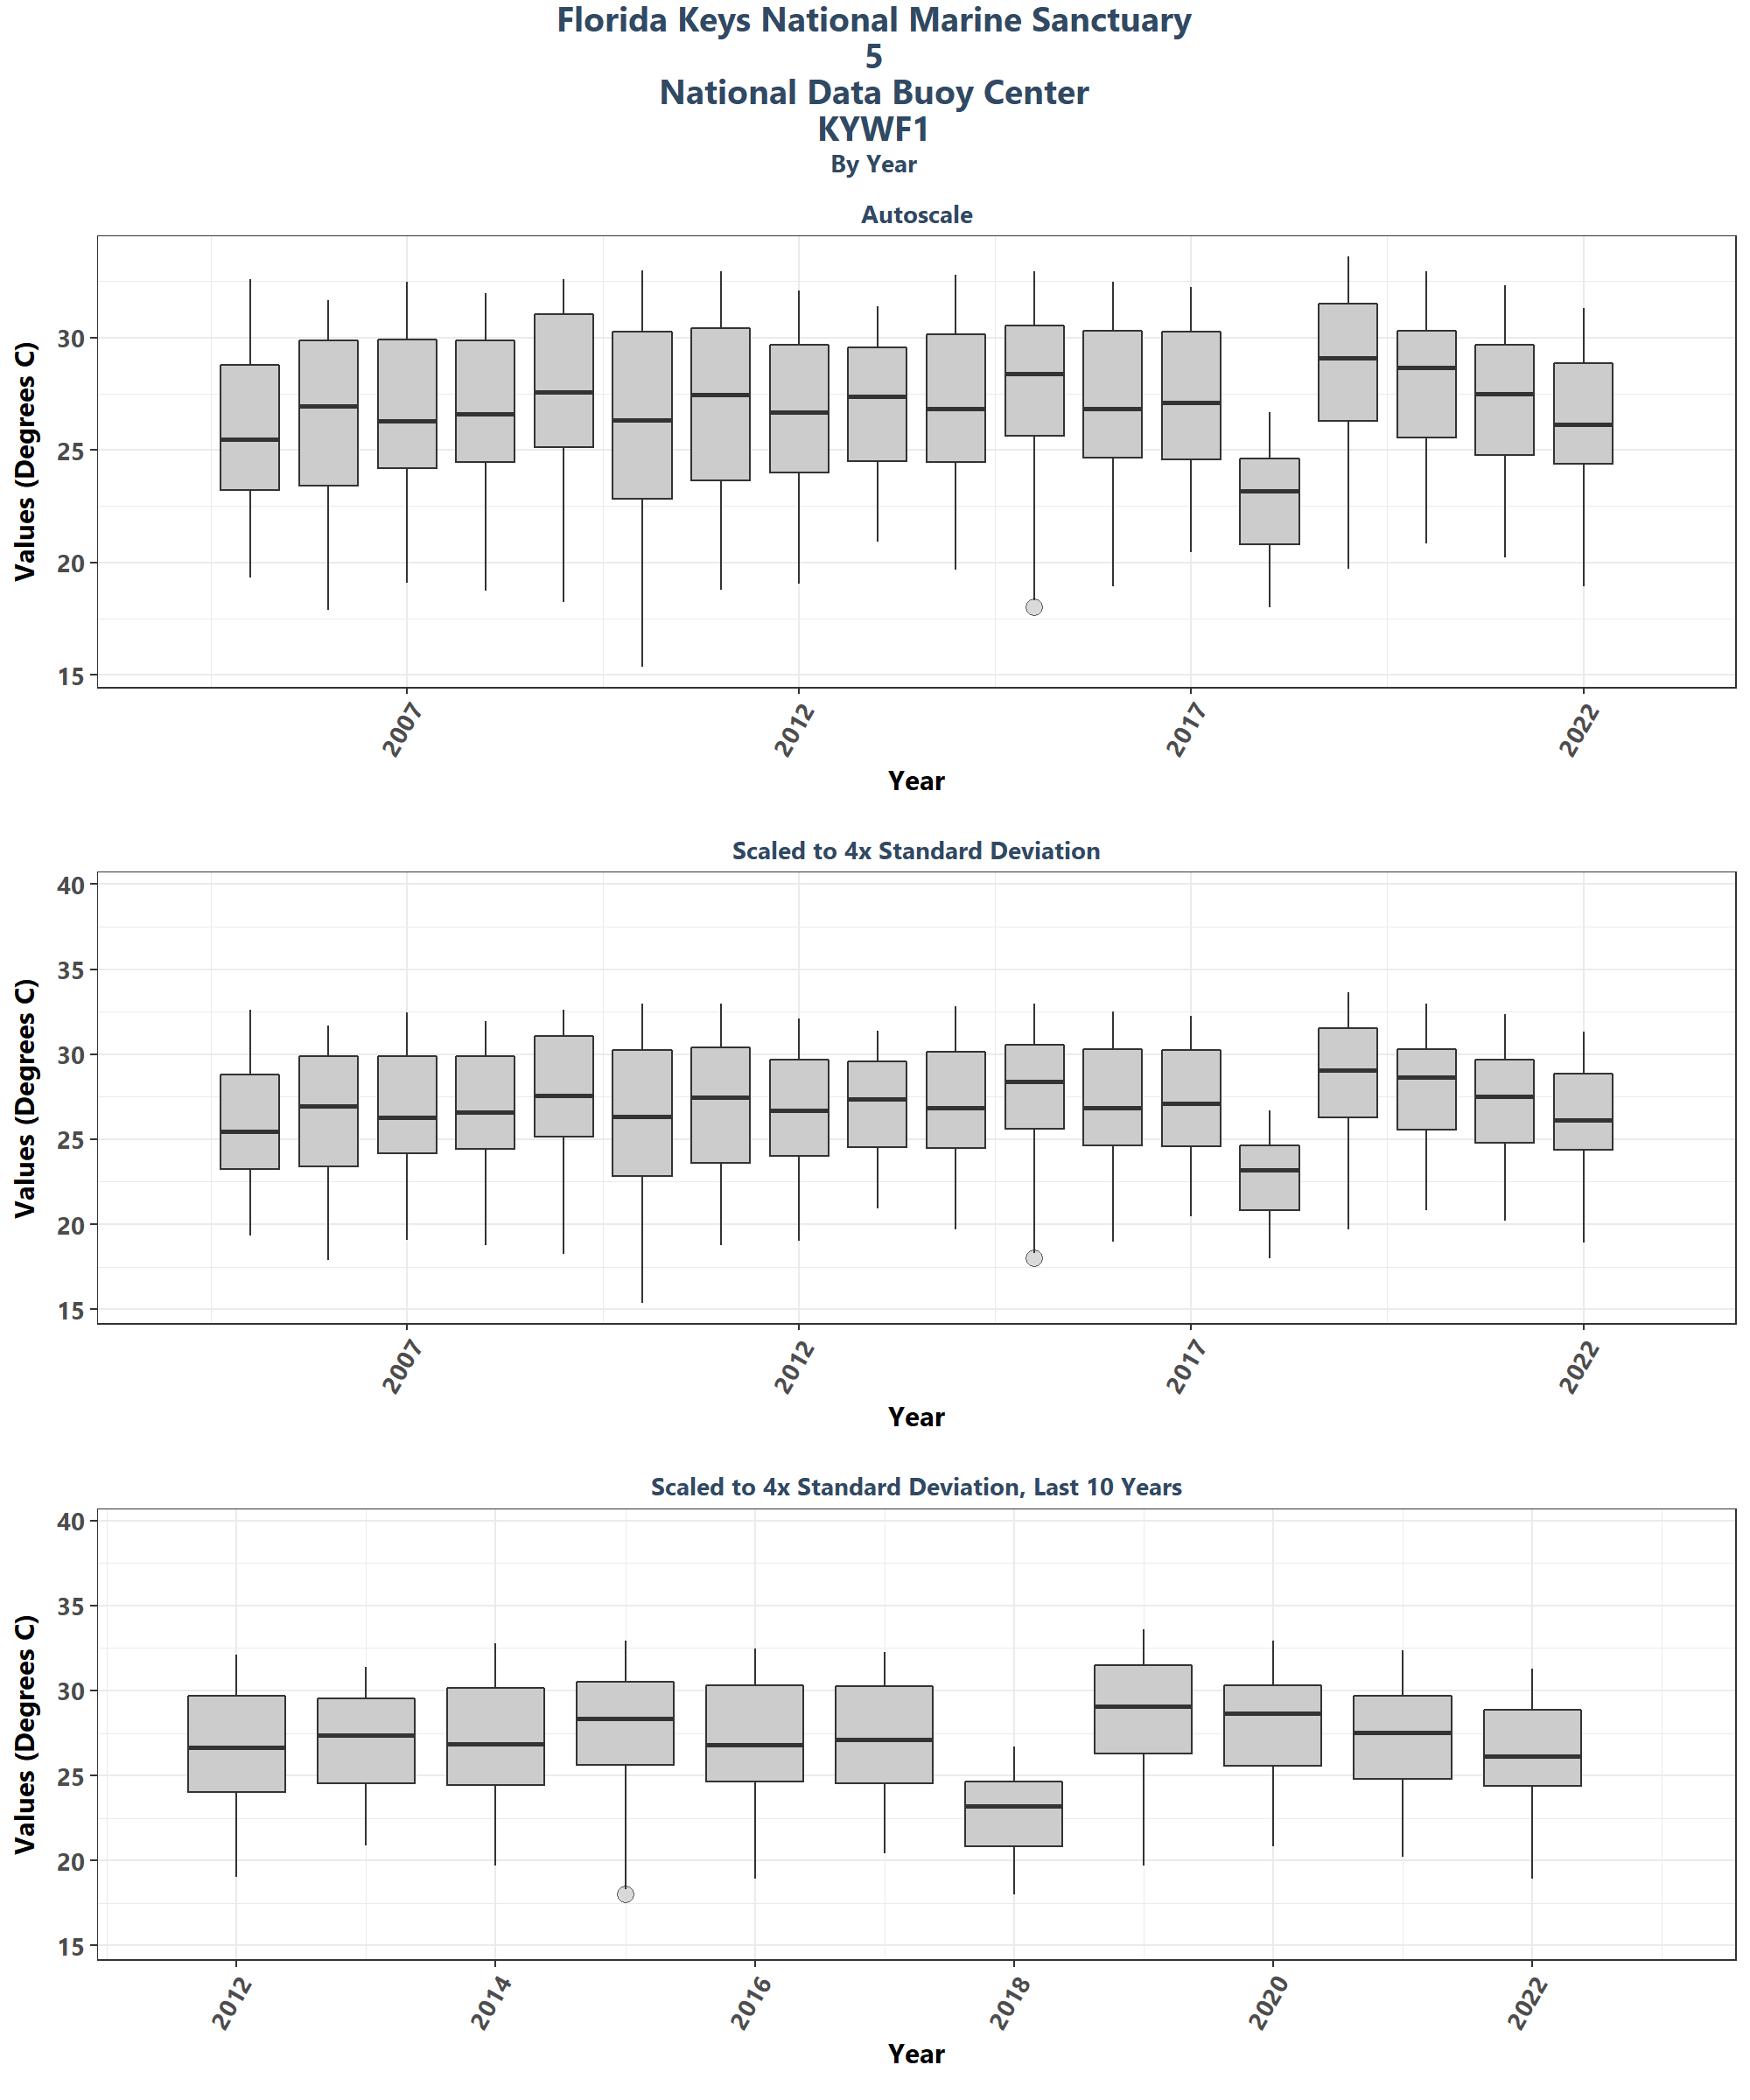 Florida Keys National Marine Sanctuary
5
National Data Buoy Center
KYWF1
By Year
Autoscale
Values (Degrees C)
30
25
20
15
2007 2012 2017 2022
Year
Scaled to 4x Standard Deviation
Values (Degrees C)
40
35
30
25
20
15
2007 2012 2017 2022
Year
Scaled to 4x Standard Deviation, Last 10 Years
Values (Degrees C)
40
35
30
25
20
15
2012 2014 2016 2018 2020 2022
Year